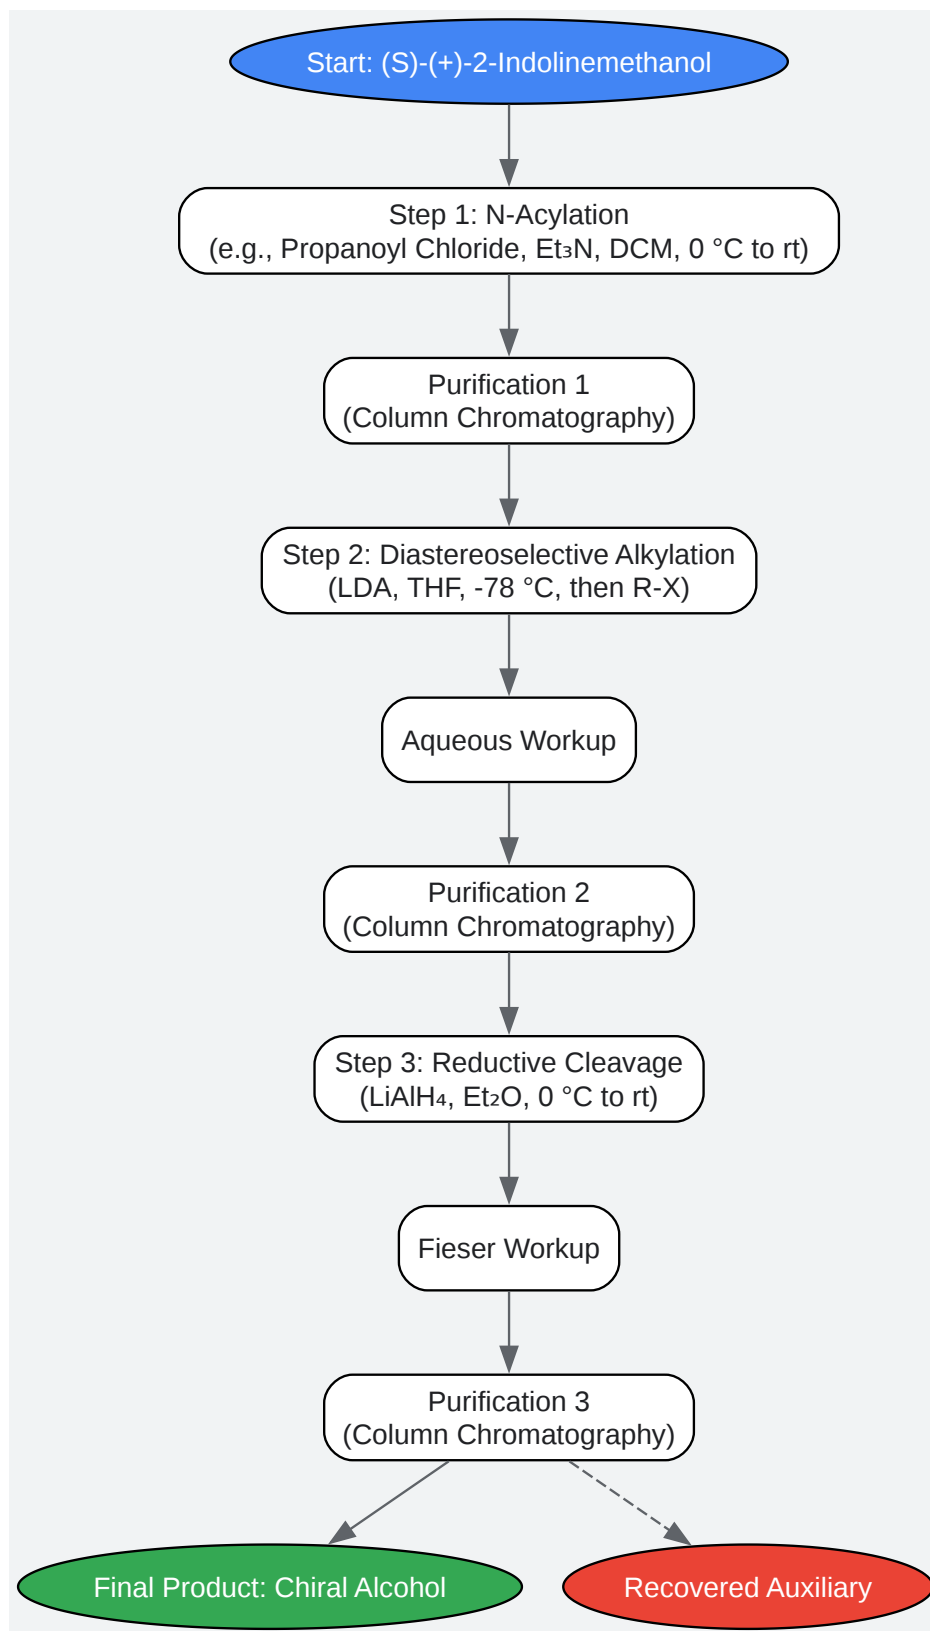 Start: (S)-(+)-2-Indolinemethanol
Step 1: N-Acylation
(e.g., Propanoyl Chloride, Et₃N, DCM, 0 °C to rt)
Purification 1
(Column Chromatography)
Step 2: Diastereoselective Alkylation
(LDA, THF, -78 °C, then R-X)
Aqueous Workup
Purification 2
(Column Chromatography)
Step 3: Reductive Cleavage
(LiAlH₄, Et₂O, 0 °C to rt)
Fieser Workup
Purification 3
(Column Chromatography)
Final Product: Chiral Alcohol
Recovered Auxiliary